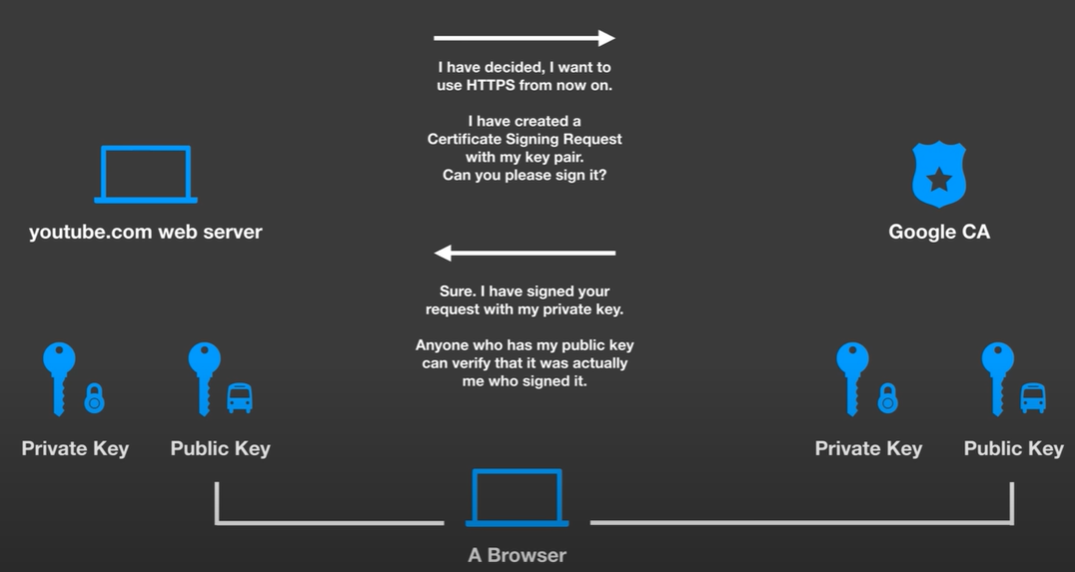 I have decided, I want to
use HTTPS from now on.
I have created a
Certificate Signing Request
with my key pair.
Can you please sign it?
youtube.com web server
Google CA
Sure. I have signed your
request with my private key.
Anyone who has my public key
can verify that it was actually
me who signed it.
Private Key
Public Key
Private Key
Public Key
A Browser